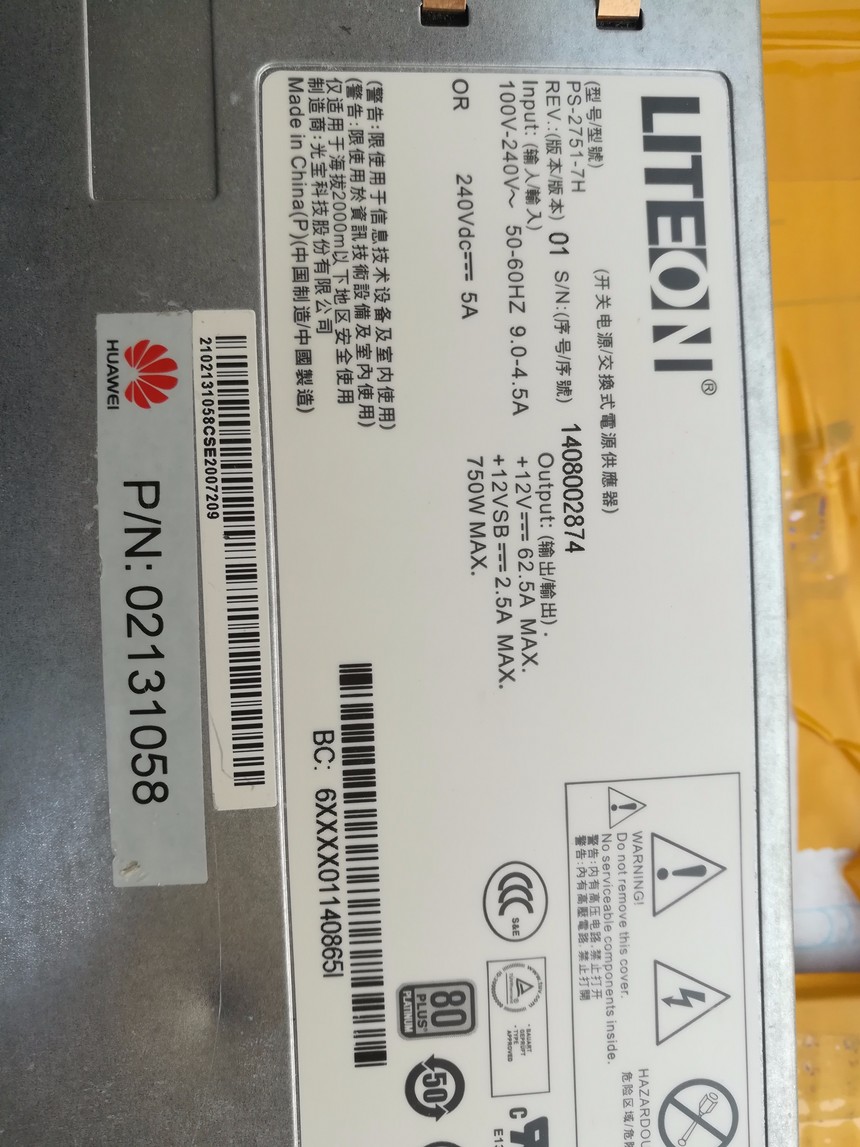 LITEON®
(开关电源/交換式電源供應器)
(型号/型號)
PS-2751-7H
REV.:(版本/版本) 01 S/N:(序号/序號) 1408002874
Input: (输入/輸入)
100V-240V～ 50-60HZ 9.0-4.5A
OR 240Vdc⎓ 5A
Output: (输出/輸出) .
+12V⎓ 62.5A MAX.
+12VSB⎓ 2.5A MAX.
750W MAX.
(警告:限使用于信息技术设备及室内使用)
(警告:限使用於資訊技術設備及室內使用)
仅适用于海拔2000m以下地区安全使用
制造商:光宝科技股份有限公司
Made in China(P)(中国制造/中國製造)
BC: 6XXXX01140865I
WARNING!
Do not remove this cover.
No serviceable components inside.
警告:内有高压电路.禁止打开
警告:內有高壓電路.禁止打開
HAZARDOU
危险区域/危
CCC
S&E
BAUART
GEPRÜFT
TYPE
APPROVED
80
PLUS
PLATINUM
50
2102131058CSE2007209
HUAWEI
P/N: 02131058